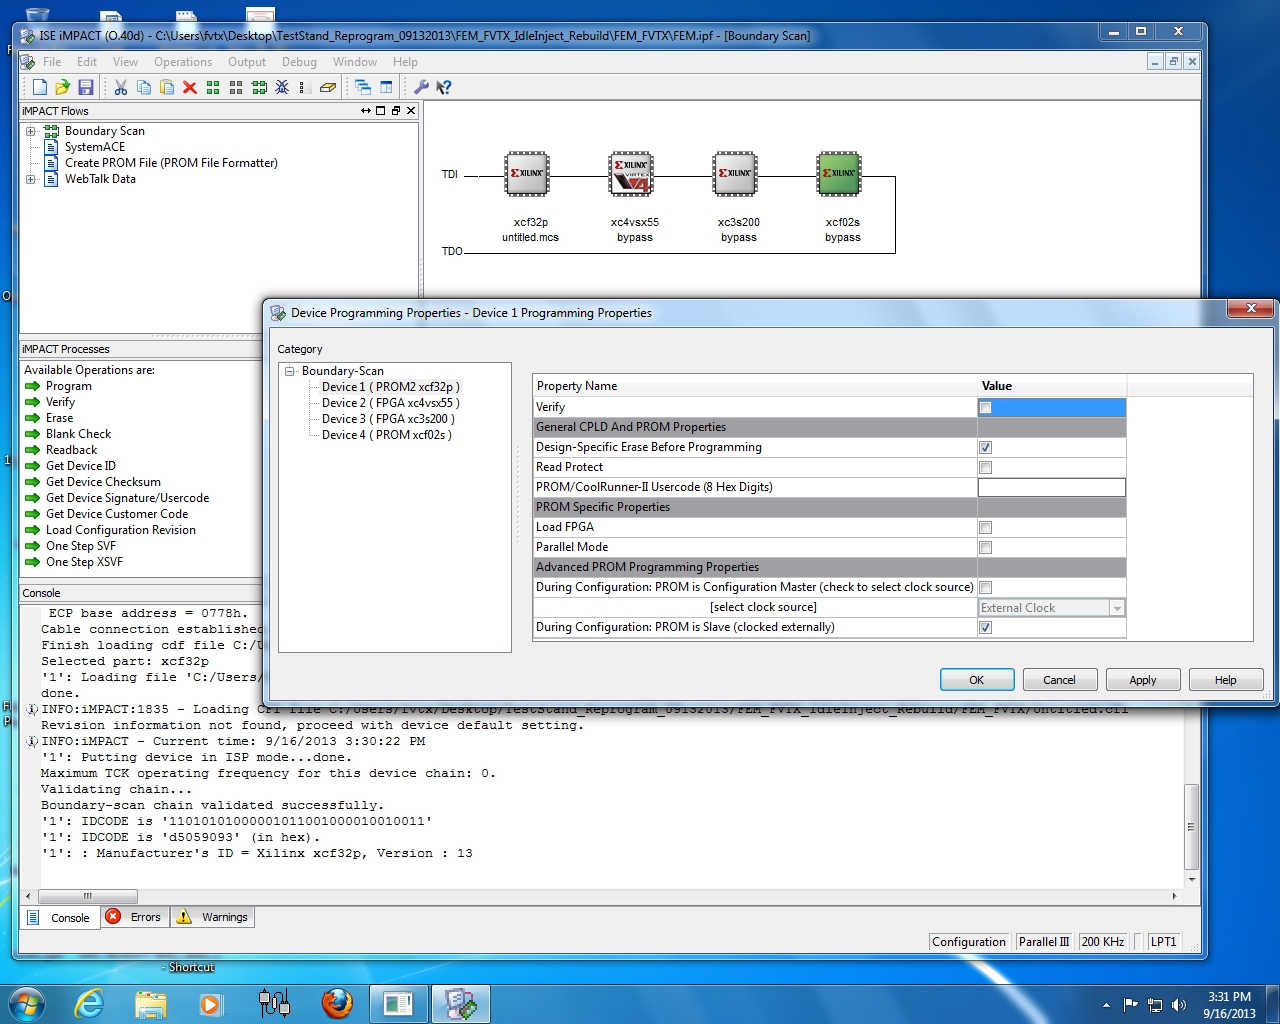 ISE iMPACT (O.40d) - C:\Users\fvtx\Desktop\TestStand_Reprogram_09132013\FEM_FVTX_IdleInject_Rebuild\FEM_FVTX\FEM.ipf - [Boundary Scan]
File Edit View Operations Output Debug Window Help
iMPACT Flows
Boundary Scan
SystemACE
Create PROM File (PROM File Formatter)
WebTalk Data
TDI
XILINX XILINX VIRTEX V4 XILINX XILINX
xcf32p xc4vsx55 xc3s200 xcf02s
untitled.mcs bypass bypass bypass
TDO
iMPACT Processes
Available Operations are:
Program
Verify
Erase
Blank Check
Readback
Get Device ID
Get Device Checksum
Get Device Signature/Usercode
Get Device Customer Code
Load Configuration Revision
One Step SVF
One Step XSVF
Device Programming Properties - Device 1 Programming Properties
Category
Boundary-Scan
Device 1 ( PROM2 xcf32p )
Device 2 ( FPGA xc4vsx55 )
Device 3 ( FPGA xc3s200 )
Device 4 ( PROM xcf02s )
Property Name Value
Verify
General CPLD And PROM Properties
Design-Specific Erase Before Programming
Read Protect
PROM/CoolRunner-II Usercode (8 Hex Digits)
PROM Specific Properties
Load FPGA
Parallel Mode
Advanced PROM Programming Properties
During Configuration: PROM is Configuration Master (check to select clock source)
[select clock source] External Clock
During Configuration: PROM is Slave (clocked externally)
OK Cancel Apply Help
Console
ECP base address = 0778h.
Cable connection established
Finish loading cdf file C:/U
Selected part: xcf32p
'1': Loading file 'C:/Users/
done.
INFO:iMPACT:1835 - Loading CFI file C:/Users/fvtx/Desktop/TestStand_Reprogram_09132013/FEM_FVTX_IdleInject_Rebuild/FEM_FVTX/Untitled.cfi
Revision information not found, proceed with device default setting.
INFO:iMPACT - Current time: 9/16/2013 3:30:22 PM
'1': Putting device in ISP mode...done.
Maximum TCK operating frequency for this device chain: 0.
Validating chain...
Boundary-scan chain validated successfully.
'1': IDCODE is '11010101000001011001000010010011'
'1': IDCODE is 'd5059093' (in hex).
'1': : Manufacturer's ID = Xilinx xcf32p, Version : 13
Console Errors Warnings
Configuration Parallel III 200 KHz LPT1
- Shortcut
3:31 PM
9/16/2013